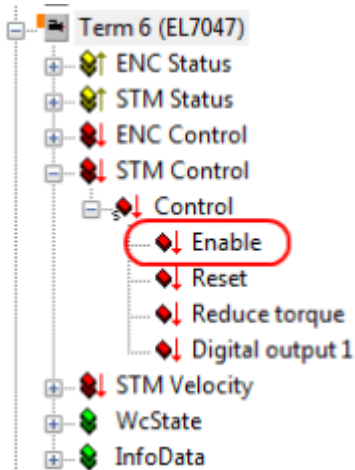 Term 6 (EL7047)
ENC Status
STM Status
ENC Control
STM Control
Control
Enable
Reset
Reduce torque
Digital output 1
STM Velocity
WcState
InfoData